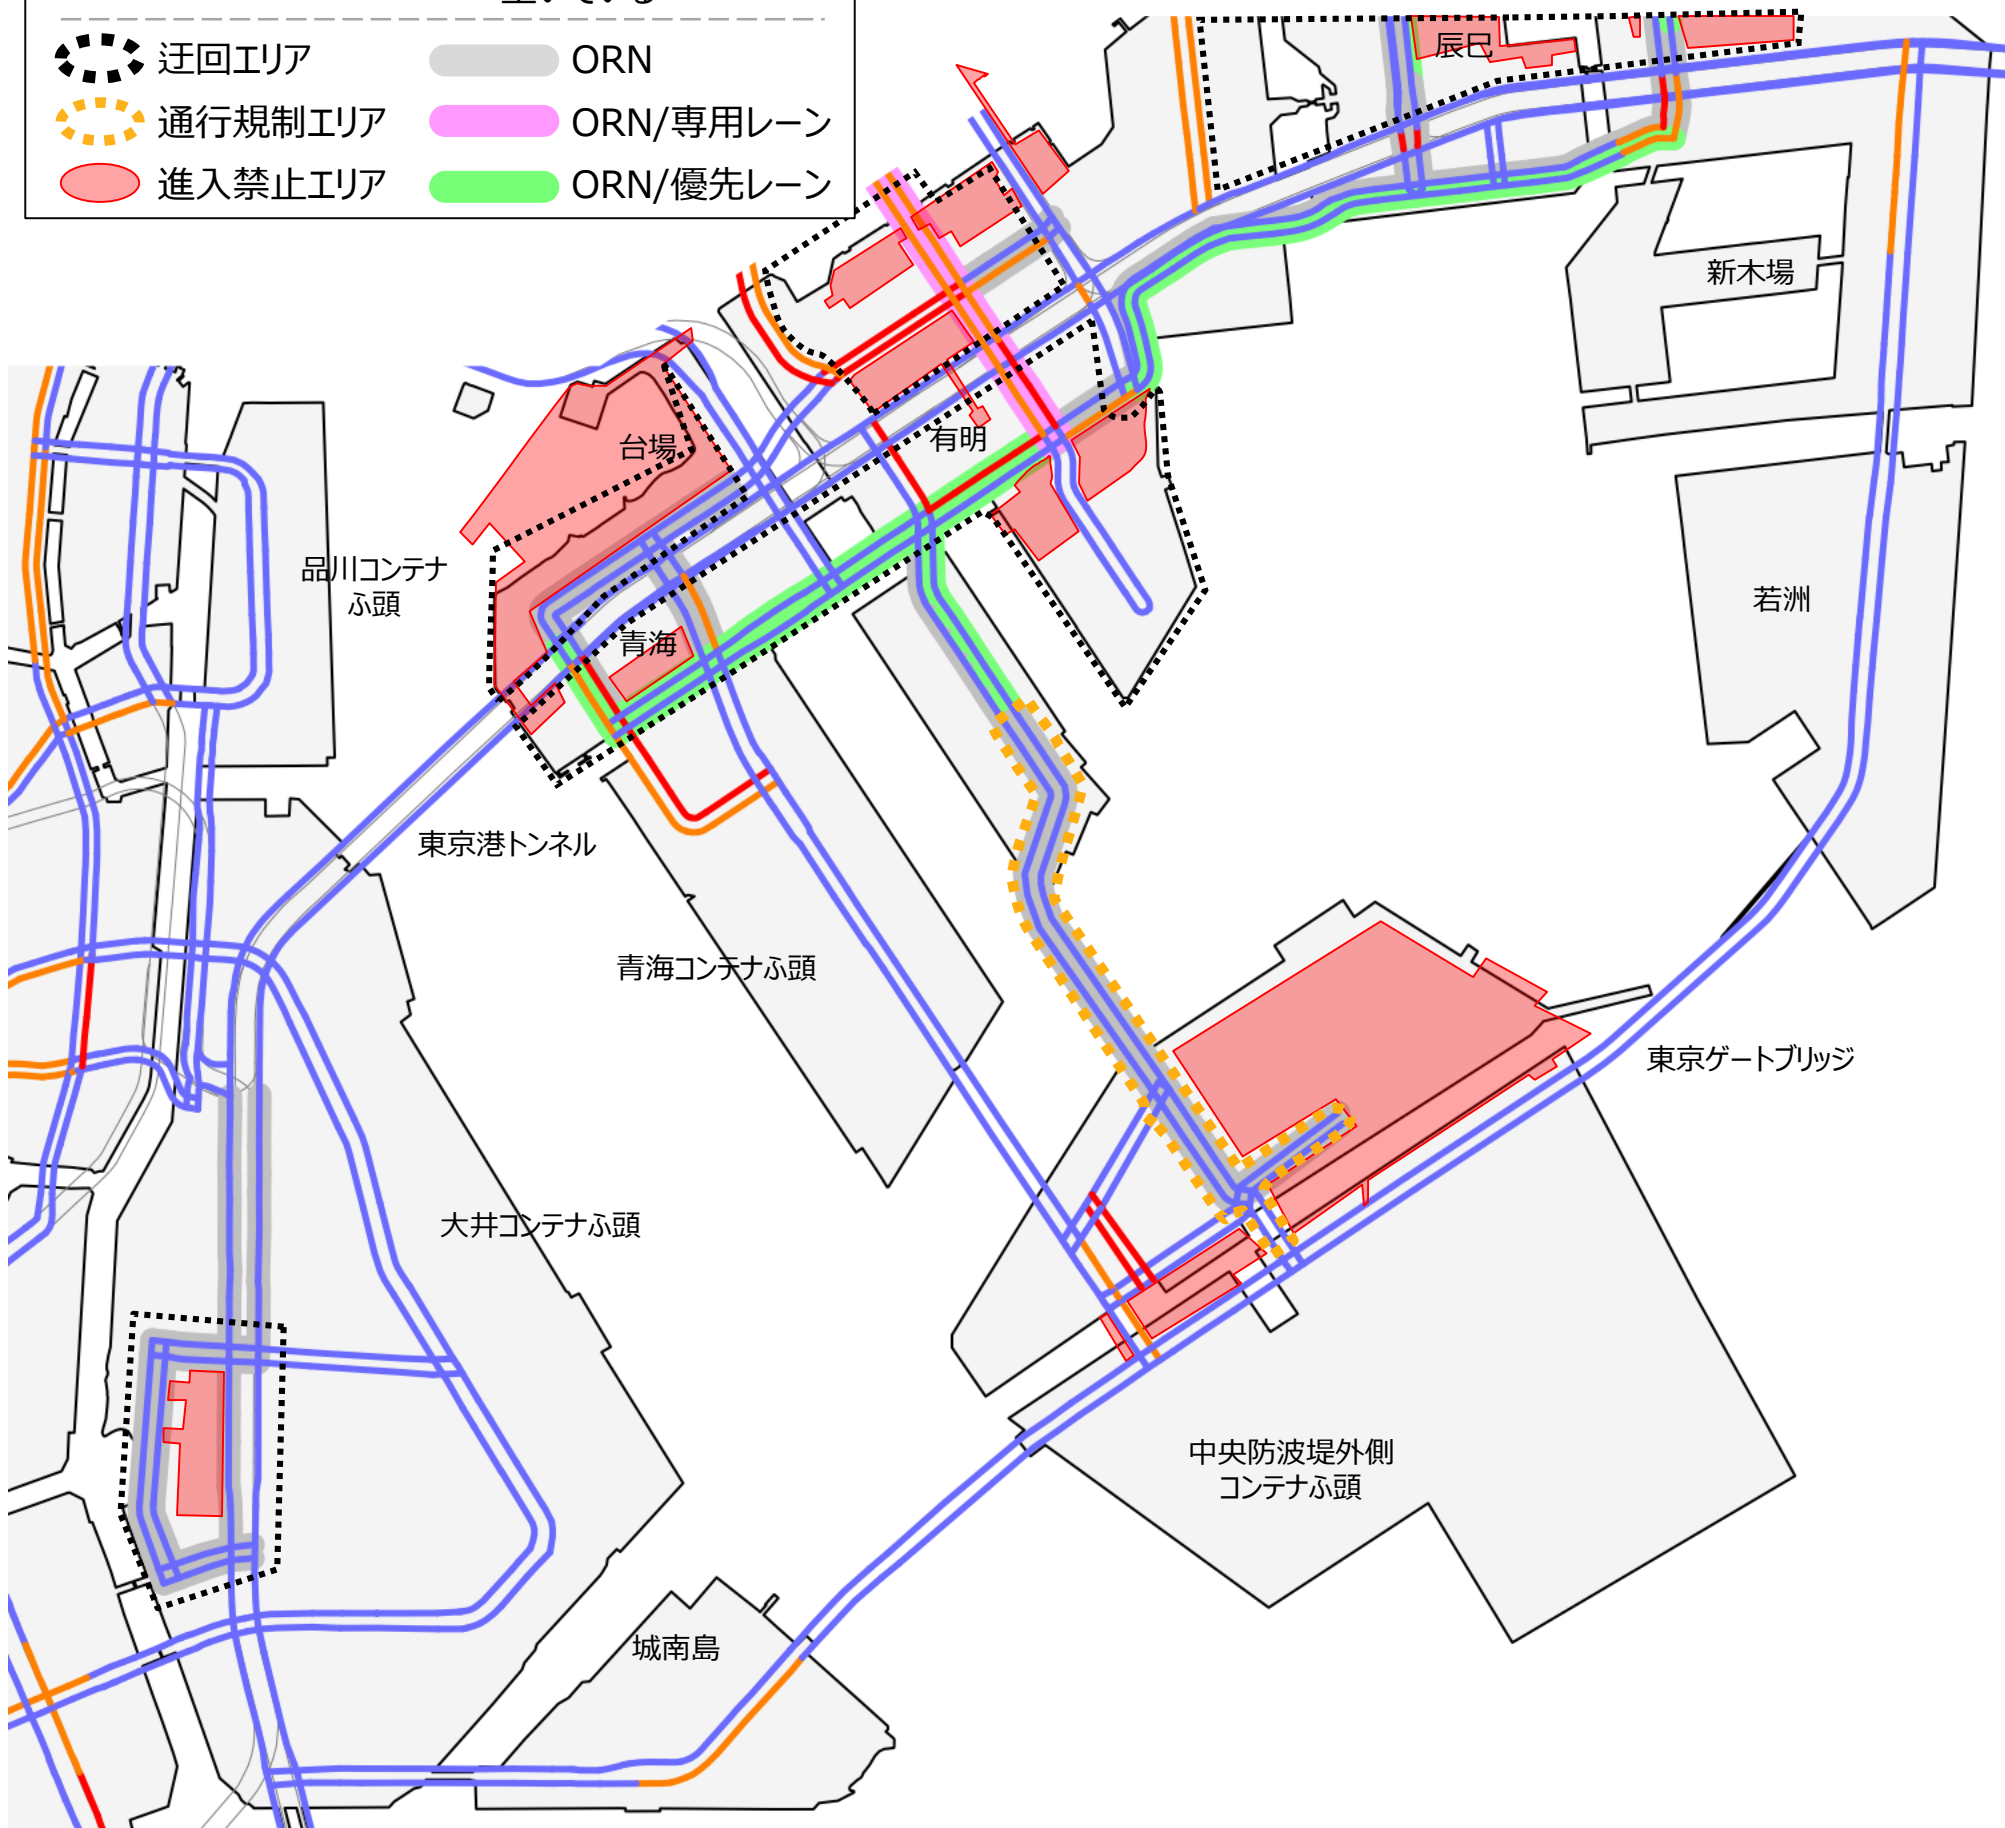 空いている
迂回エリア
ORN
通行規制エリア
ORN/専用レーン
進入禁止エリア
ORN/優先レーン
辰巳
新木場
台場
有明
品川コンテナ
ふ頭
青海
若洲
東京港トンネル
青海コンテナふ頭
東京ゲートブリッジ
大井コンテナふ頭
中央防波堤外側
コンテナふ頭
城南島